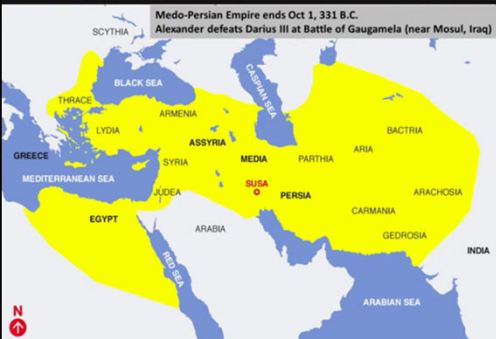 Medo-Persian Empire ends Oct 1, 331 B.C.
Alexander defeats Darius III at Battle of Gaugamela (near Mosul, Iraq)
SCYTHIA
BLACK SEA
CASPIAN SEA
THRACE
ARMENIA
LYDIA
BACTRIA
ASSYRIA
ARIA
GREECE
SYRIA
MEDIA
PARTHIA
MEDITERRANEAN SEA
SUSA
JUDEA
PERSIA
ARACHOSIA
CARMANIA
EGYPT
ARABIA
GEDROSIA
INDIA
RED SEA
ARABIAN SEA
N